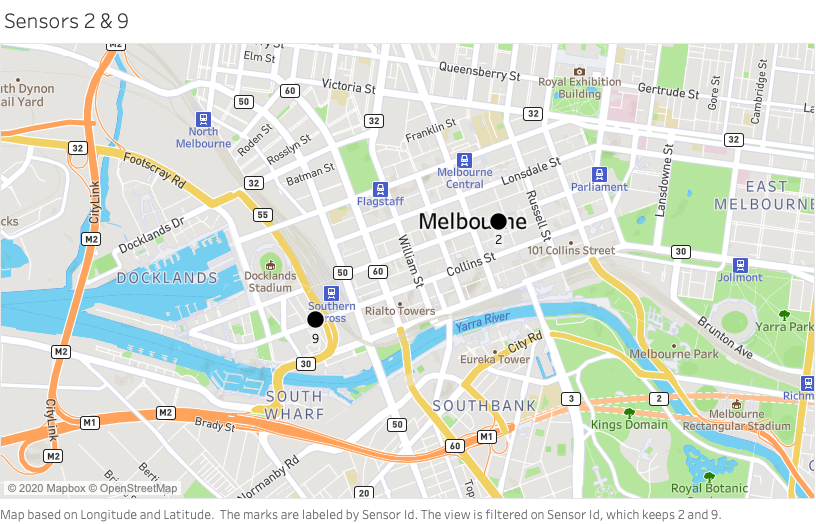 Sensors 2 & 9
M2
Elm St
Queensberry St
Royal Exhibition
Building
Victoria St
60
50
Gertrude St
Gore St
Cambridge St
uth Dynon
ail Yard
North
Melbourne
Roden St
Rosslyn St
32
Franklin St
32
32
32
Footscray Rd
Batman St
32
Melbourne
Central
Lonsdale St
Parliament
Lansdowne St
EAST
MELBOURNE
Flagstaff
CityLink
55
Russell St
Melbourne
2
cks
Docklands Dr
M2
William St
101 Collins Street
30
Collins St
DOCKLANDS
Docklands
Stadium
50
60
Jolimont
Southern
ross
9
Rialto Towers
Yarra River
Yarra Park
Brunton Ave
City Rd
M2
30
Eureka Tower
Melbourne Park
Richm
SOUTH
WHARF
SOUTHBANK
3
2
CityLink
M1
M2
Brady St
50
Kings Domain
Melbourne
Rectangular Stadium
60
M1
M2
Normanby Rd
20
Royal Botanic
© 2020 Mapbox © OpenStreetMap
Map based on Longitude and Latitude. The marks are labeled by Sensor Id. The view is filtered on Sensor Id, which keeps 2 and 9.